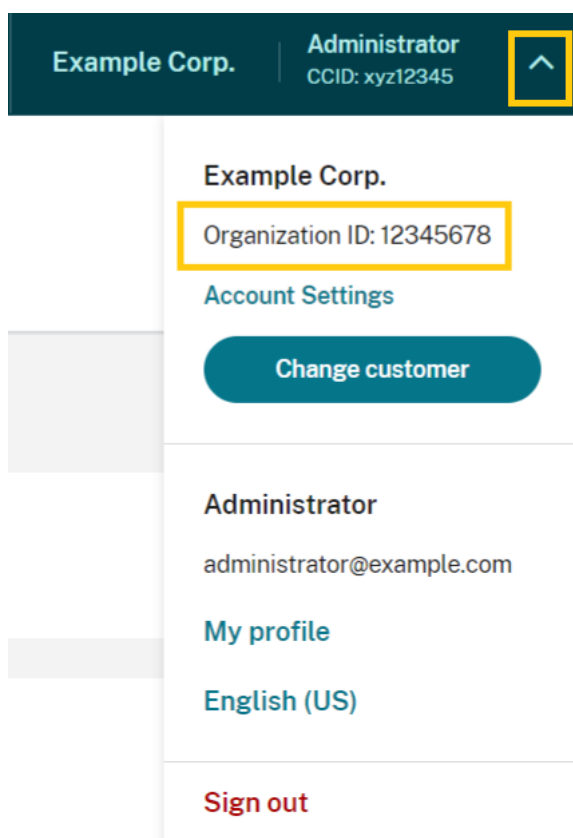 Example Corp.
Administrator
CCID: xyz12345
Example Corp.
Organization ID: 12345678
Account Settings
Change customer
Administrator
administrator@example.com
My profile
English (US)
Sign out